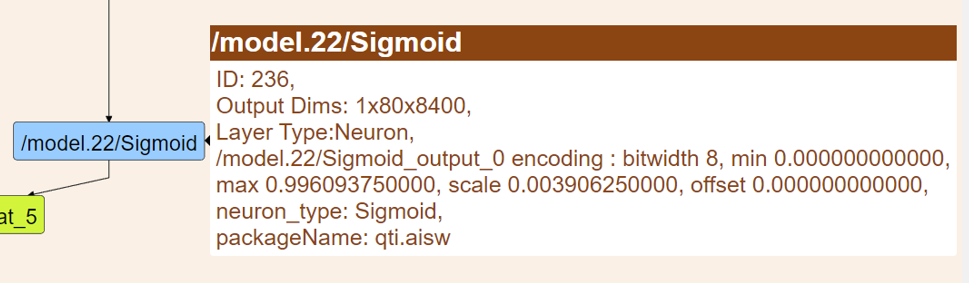 /model.22/Sigmoid
ID: 236,
Output Dims: 1x80x8400,
Layer Type:Neuron,
/model.22/Sigmoid_output_0 encoding : bitwidth 8, min 0.000000000000,
max 0.996093750000, scale 0.003906250000, offset 0.000000000000,
neuron_type: Sigmoid,
packageName: qti.aisw
/model.22/Sigmoid
at_5